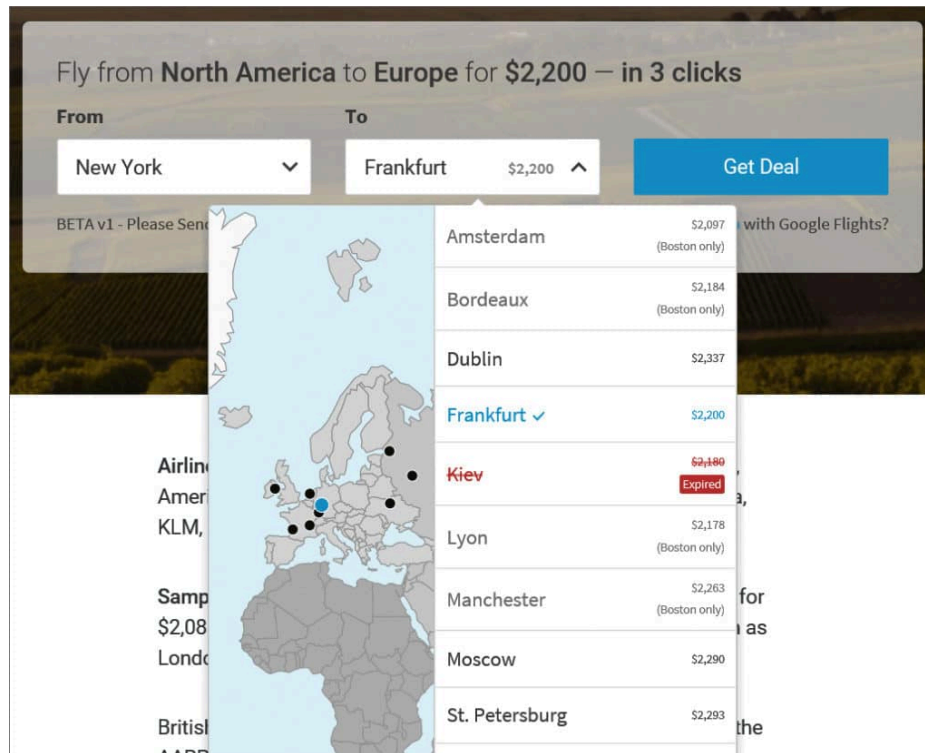 Fly from North America to Europe for $2,200 — in 3 clicks
From To
New York Frankfurt $2,200 Get Deal
BETA v1 - Please Send with Google Flights?
Amsterdam $2,097
(Boston only)
Bordeaux $2,184
(Boston only)
Dublin $2,337
Frankfurt ✓ $2,200
Kiev $2,180
Expired
Lyon $2,178
(Boston only)
Manchester $2,263
(Boston only)
Moscow $2,290
St. Petersburg $2,293
KLM,
for
$2,08 as
the